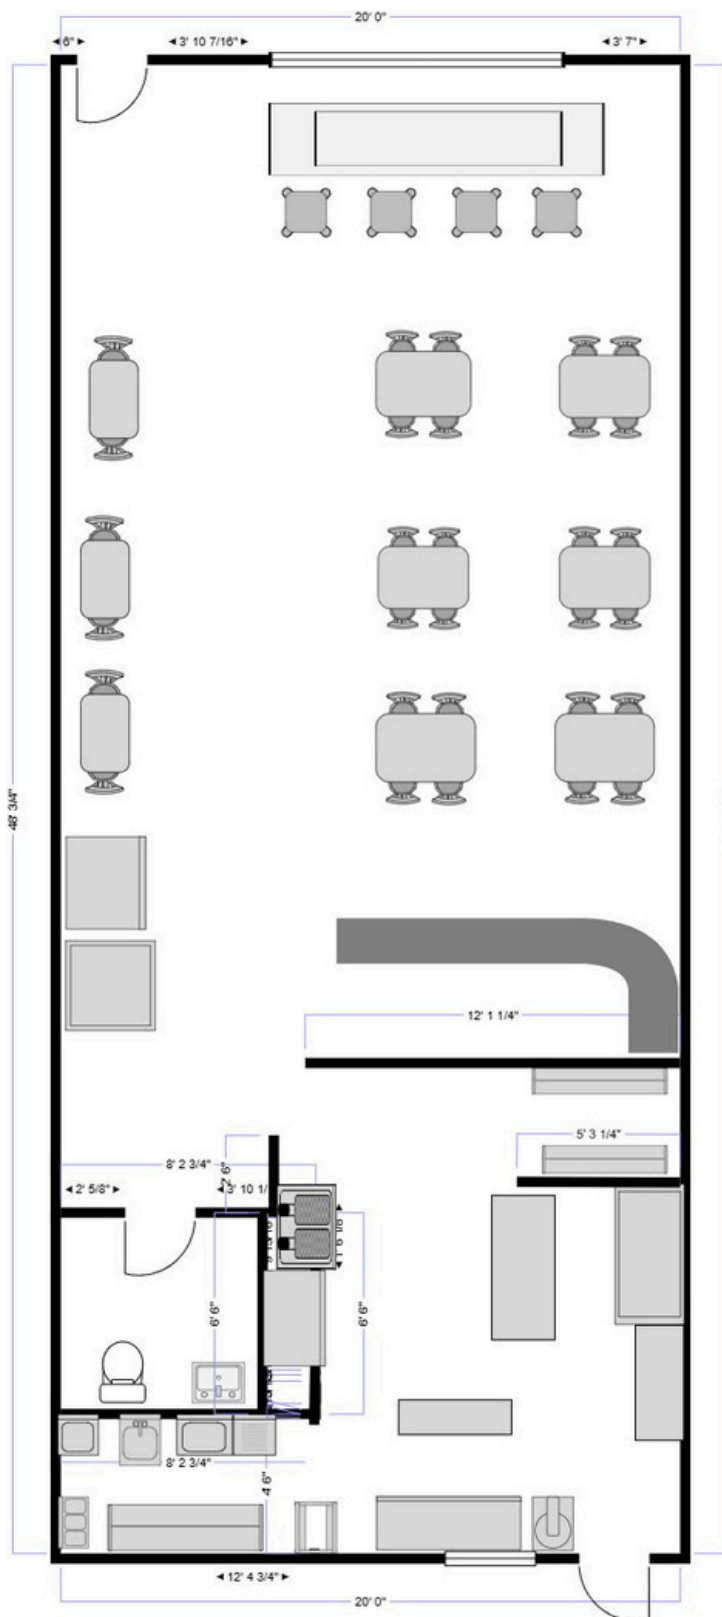 20' 0"
6"
3' 10 7/16"
3' 7"
48' 3/4"
12' 1 1/4"
5' 3 1/4"
8' 2 3/4"
2' 6"
2' 5/8"
3' 10 1/
6' 6"
6' 6"
8' 2 3/4"
4' 6"
12' 4 3/4"
20' 0"